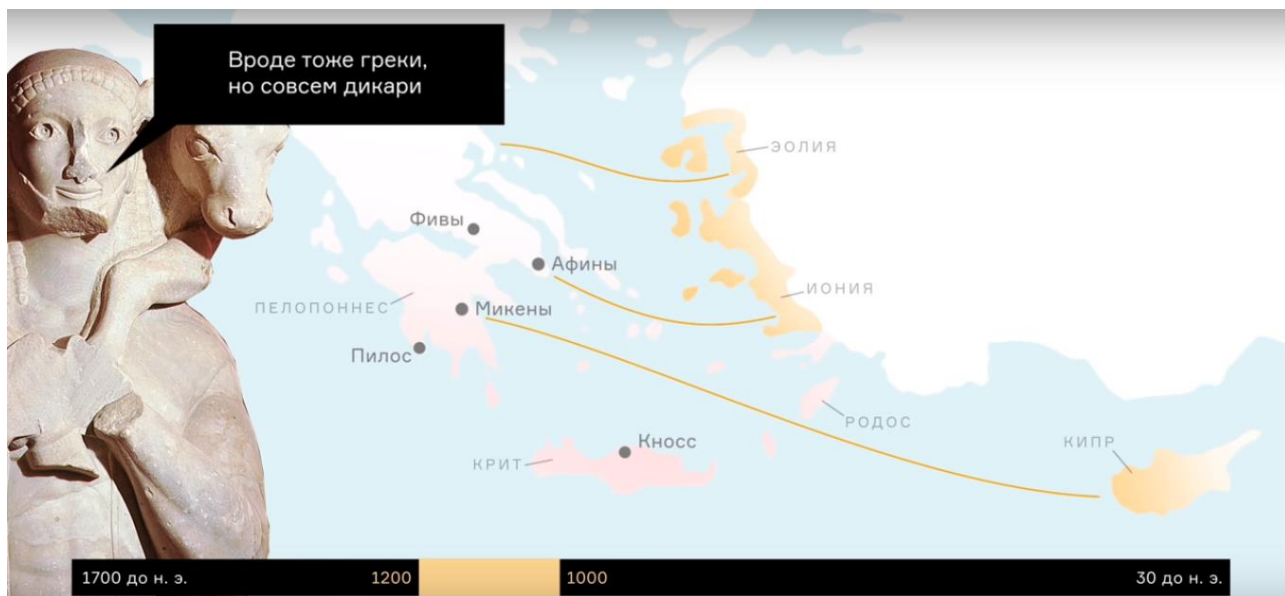 Вроде тоже греки,
но совсем дикари
ЭОЛИЯ
Фивы
Афины
ИОНИЯ
ПЕЛОПОННЕС
Микены
Пилос
РОДОС
Кносс
КИПР
КРИТ
1700 до н. э.
1200
1000
30 до н. э.